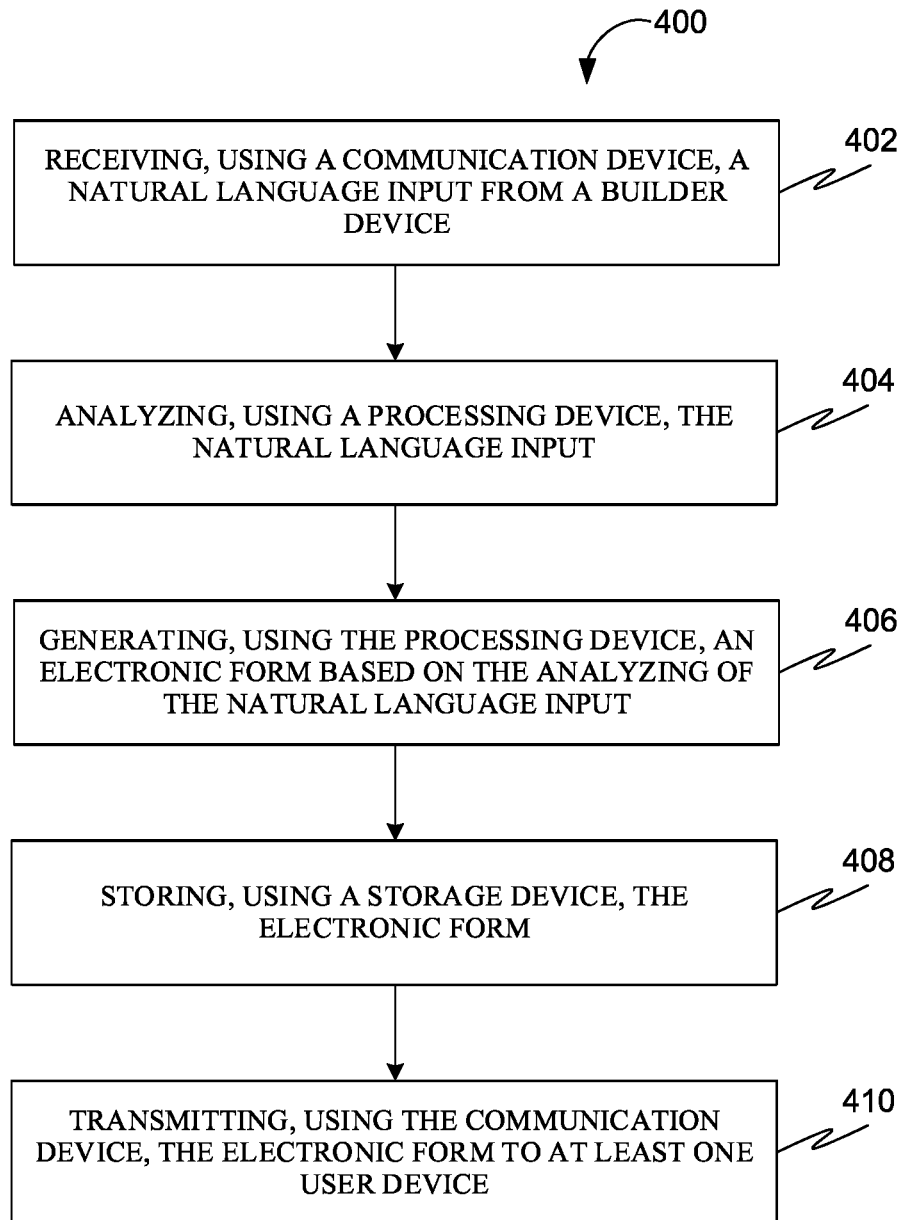 400
402
RECEIVING, USING A COMMUNICATION DEVICE, A
NATURAL LANGUAGE INPUT FROM A BUILDER
DEVICE
404
ANALYZING, USING A PROCESSING DEVICE, THE
NATURAL LANGUAGE INPUT
406
GENERATING, USING THE PROCESSING DEVICE, AN
ELECTRONIC FORM BASED ON THE ANALYZING OF
THE NATURAL LANGUAGE INPUT
408
STORING, USING A STORAGE DEVICE, THE
ELECTRONIC FORM
410
TRANSMITTING, USING THE COMMUNICATION
DEVICE, THE ELECTRONIC FORM TO AT LEAST ONE
USER DEVICE